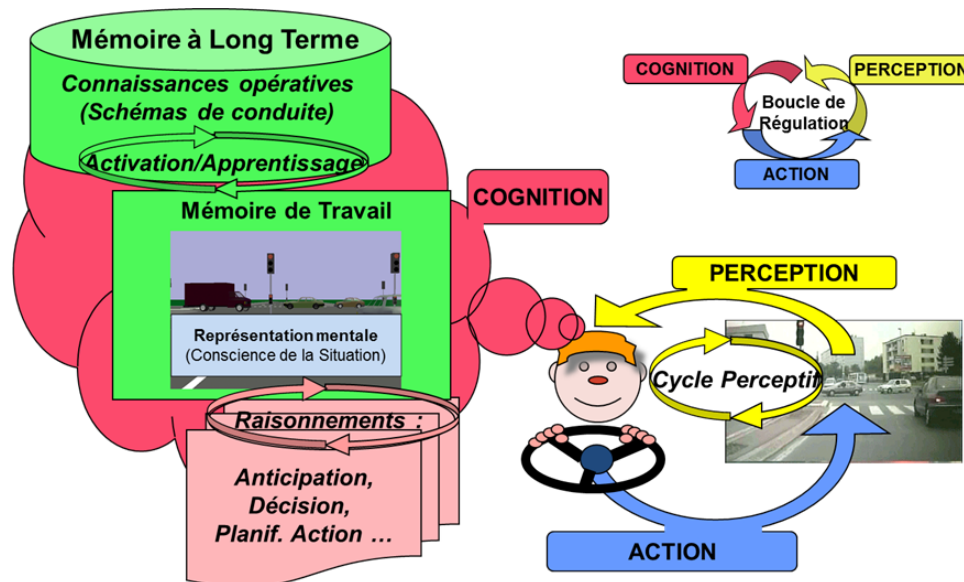 Mémoire à Long Terme
Connaissances opératives
(Schémas de conduite)
Activation/Apprentissage
Mémoire de Travail
Représentation mentale
(Conscience de la Situation)
Raisonnements :
Anticipation,
Décision,
Planif. Action ...
COGNITION
COGNITION
PERCEPTION
Boucle de
Régulation
ACTION
PERCEPTION
Cycle Perceptif
ACTION